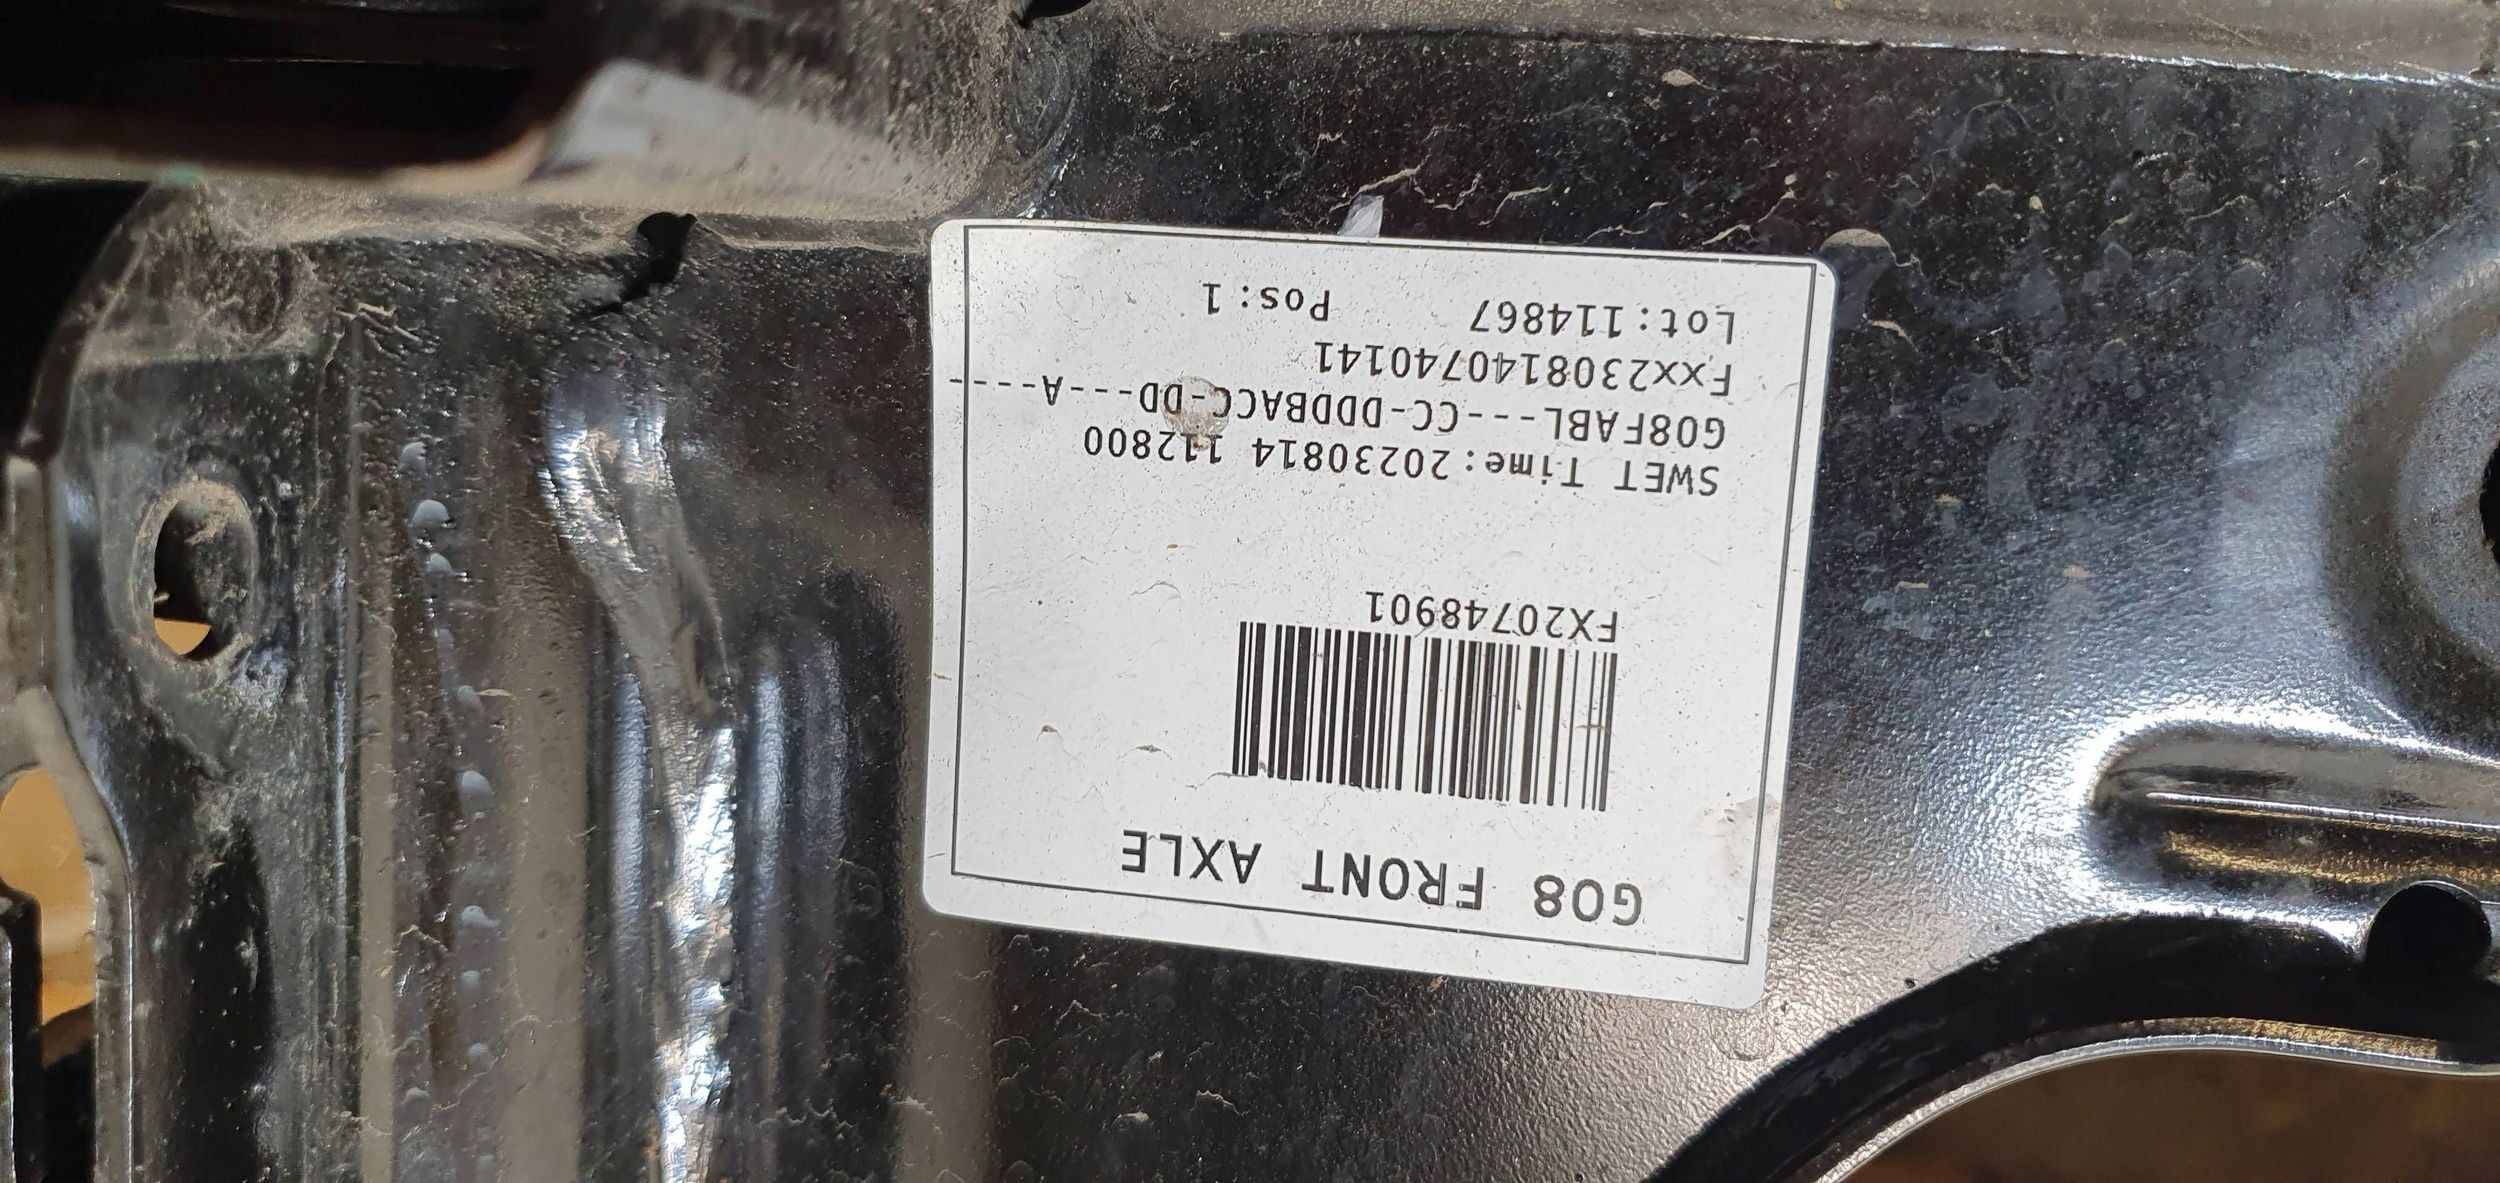 G08 FRONT AXLE
FX20748901
SWET Time:20230814 112800
G08FABL---CC-DDDBACC-DD---A----
Fxx2308140740141
Lot:114867 Pos:1